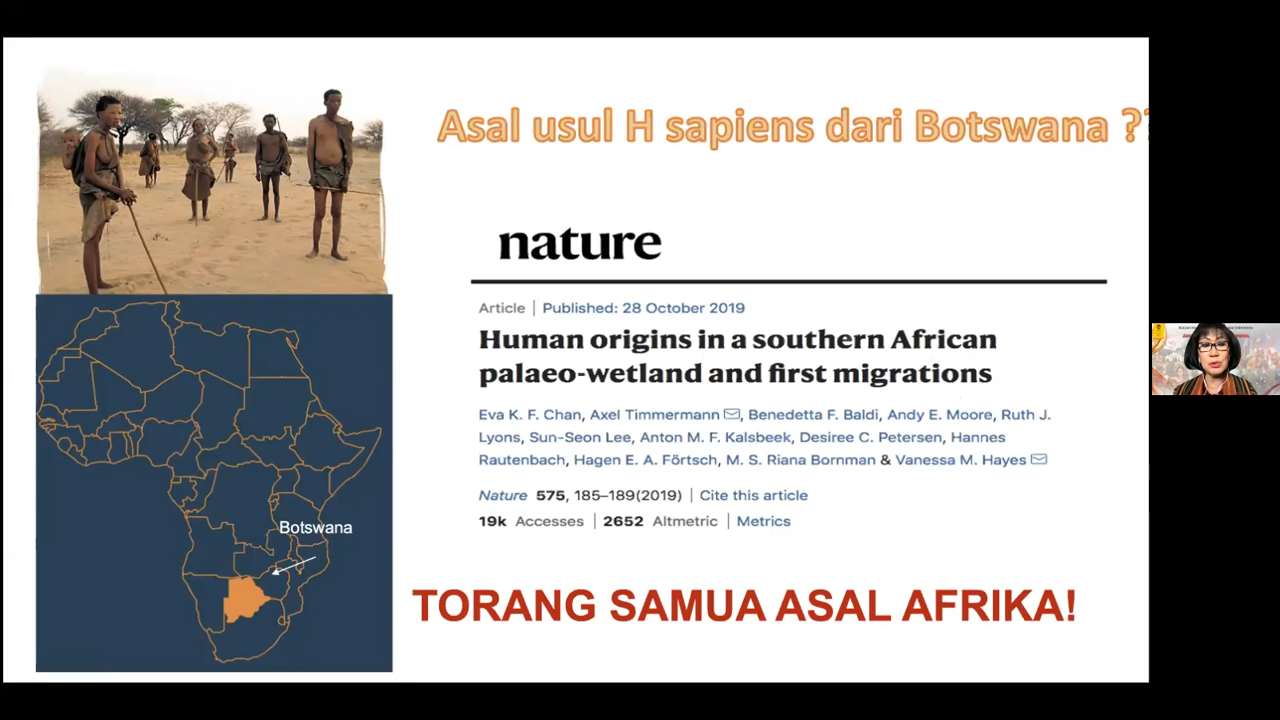 Asal usul H sapiens dari Botswana ??
nature
Article | Published: 28 October 2019
Human origins in a southern African
palaeo-wetland and first migrations
Eva K. F. Chan, Axel Timmermann, Benedetta F. Baldi, Andy E. Moore, Ruth J.
Lyons, Sun-Seon Lee, Anton M. F. Kalsbeek, Desiree C. Petersen, Hannes
Rautenbach, Hagen E. A. Förtsch, M. S. Riana Bornman & Vanessa M. Hayes
Nature 575, 185–189(2019) | Cite this article
19k Accesses | 2652 Altmetric | Metrics
Botswana
TORANG SAMUA ASAL AFRIKA!